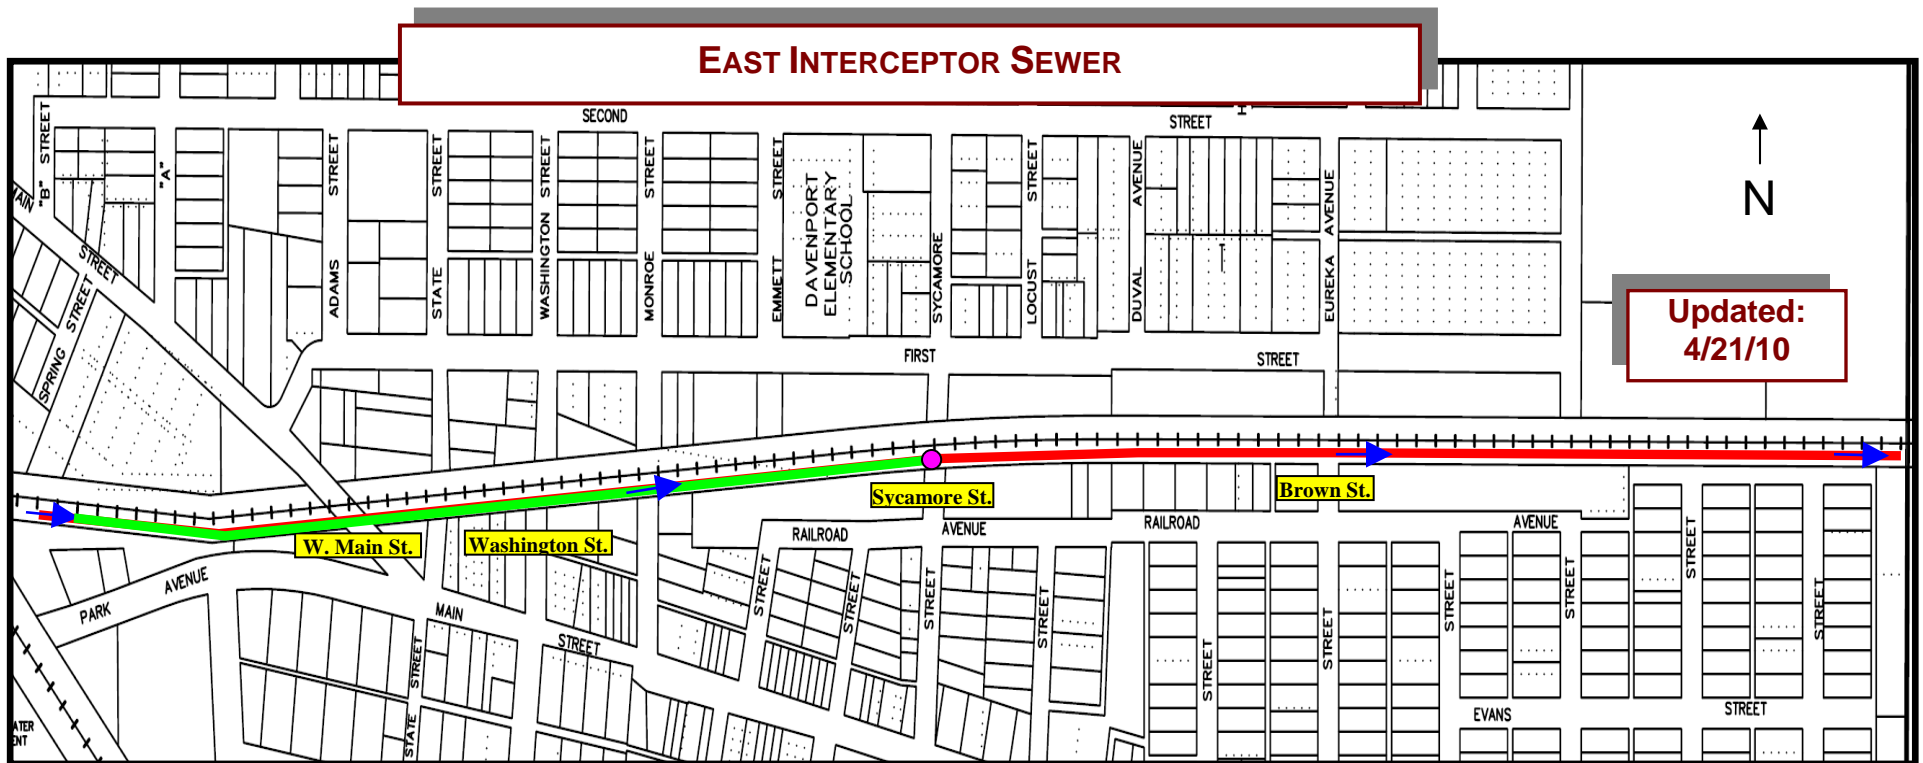 EAST INTERCEPTOR SEWER
SECOND
STREET
"B" STREET
"A"
MAIN
STREET
SPRING STREET
ADAMS STREET
STATE STREET
WASHINGTON STREET
MONROE STREET
EMMETT STREET
DAVENPORT
ELEMENTARY
SCHOOL
SYCAMORE
LOCUST STREET
DUVAL AVENUE
EUREKA AVENUE
N
Updated:
4/21/10
FIRST
STREET
W. Main St.
Washington St.
Sycamore St.
Brown St.
RAILROAD
AVENUE
RAILROAD
AVENUE
PARK AVENUE
MAIN
STREET
STATE STREET
STREET
STREET
STREET
STREET
STREET
STREET
STREET
STREET
STREET
STREET
EVANS
STREET